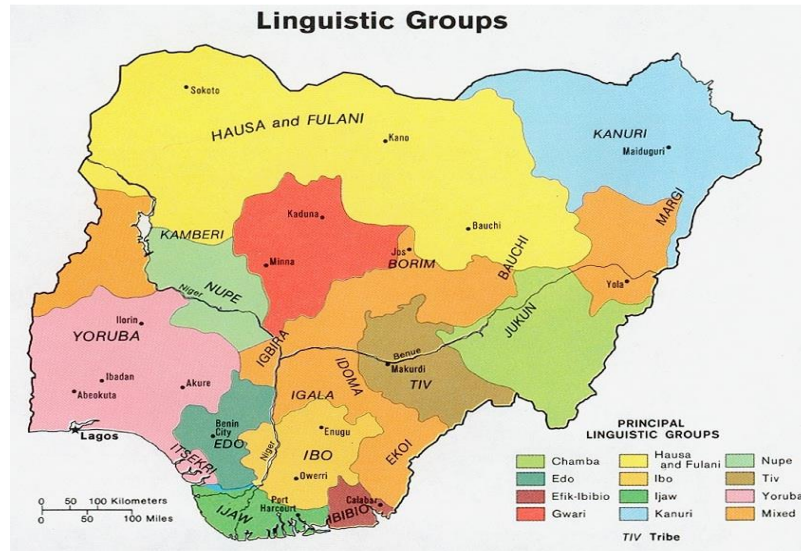 Linguistic Groups
Sokoto
HAUSA and FULANI
Kano
KANURI
Maiduguri
MARGI
Kaduna
KAMBERI
Bauchi
BAUCHI
Jos
BORIM
Minna
Niger
NUPE
Yola
Ilorin
YORUBA
JUKUN
IGBIRA
Benue
Makurdi
TIV
IDOMA
Ibadan
Abeokuta
Akure
IGALA
Benin
City
EDO
Lagos
Enugu
IBO
Niger
EKOI
ITSEKRI
Owerri
Port
Harcourt
Calabar
IBIBIO
IJAW
0 50 100 Kilometers
0 50 100 Miles
PRINCIPAL
LINGUISTIC GROUPS
Chamba
Edo
Efik-Ibibio
Gwari
Hausa
and Fulani
Ibo
Ijaw
Kanuri
Nupe
Tiv
Yoruba
Mixed
TIV Tribe